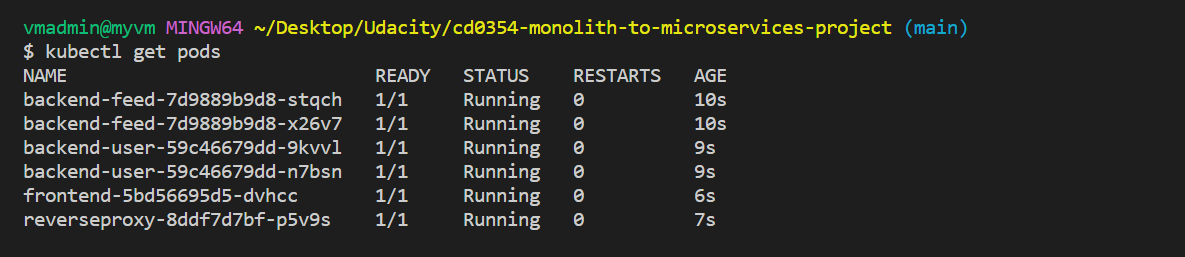 vmadmin@myvm MINGW64 ~/Desktop/Udacity/cd0354-monolith-to-microservices-project (main)
$ kubectl get pods
NAME READY STATUS RESTARTS AGE
backend-feed-7d9889b9d8-stqch 1/1 Running 0 10s
backend-feed-7d9889b9d8-x26v7 1/1 Running 0 10s
backend-user-59c46679dd-9kvvl 1/1 Running 0 9s
backend-user-59c46679dd-n7bsn 1/1 Running 0 9s
frontend-5bd56695d5-dvhcc 1/1 Running 0 6s
reverseproxy-8ddf7d7bf-p5v9s 1/1 Running 0 7s